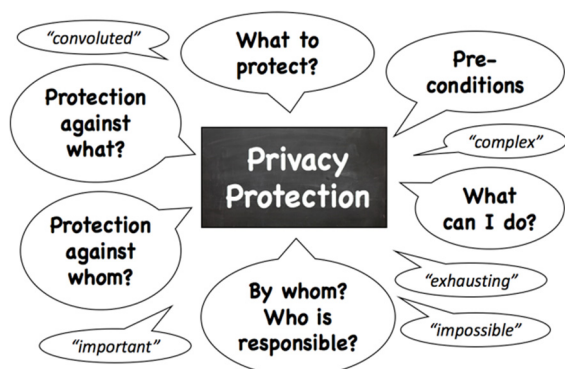 “convoluted”
What to
protect?
Pre-
conditions
Protection
against
what?
Privacy
Protection
“complex”
What
can I do?
Protection
against
whom?
By whom?
Who is
responsible?
“exhausting”
“impossible”
“important”